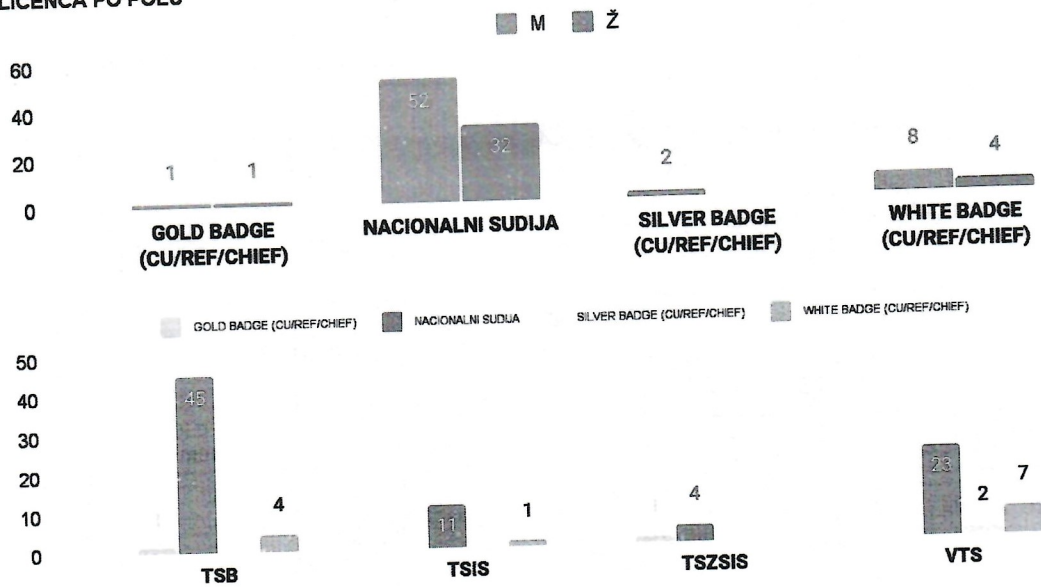 LICENCA PO POLU
M Ž
60
40
20
0
1 1
52 32
2
8 4
GOLD BADGE
(CU/REF/CHIEF)
NACIONALNI SUDIJA
SILVER BADGE
(CU/REF/CHIEF)
WHITE BADGE
(CU/REF/CHIEF)
GOLD BADGE (CU/REF/CHIEF) NACIONALNI SUDIJA SILVER BADGE (CU/REF/CHIEF) WHITE BADGE (CU/REF/CHIEF)
50
40
30
20
10
0
45 4
11 1
4
23 2 7
TSB TSIS TSZSIS VTS